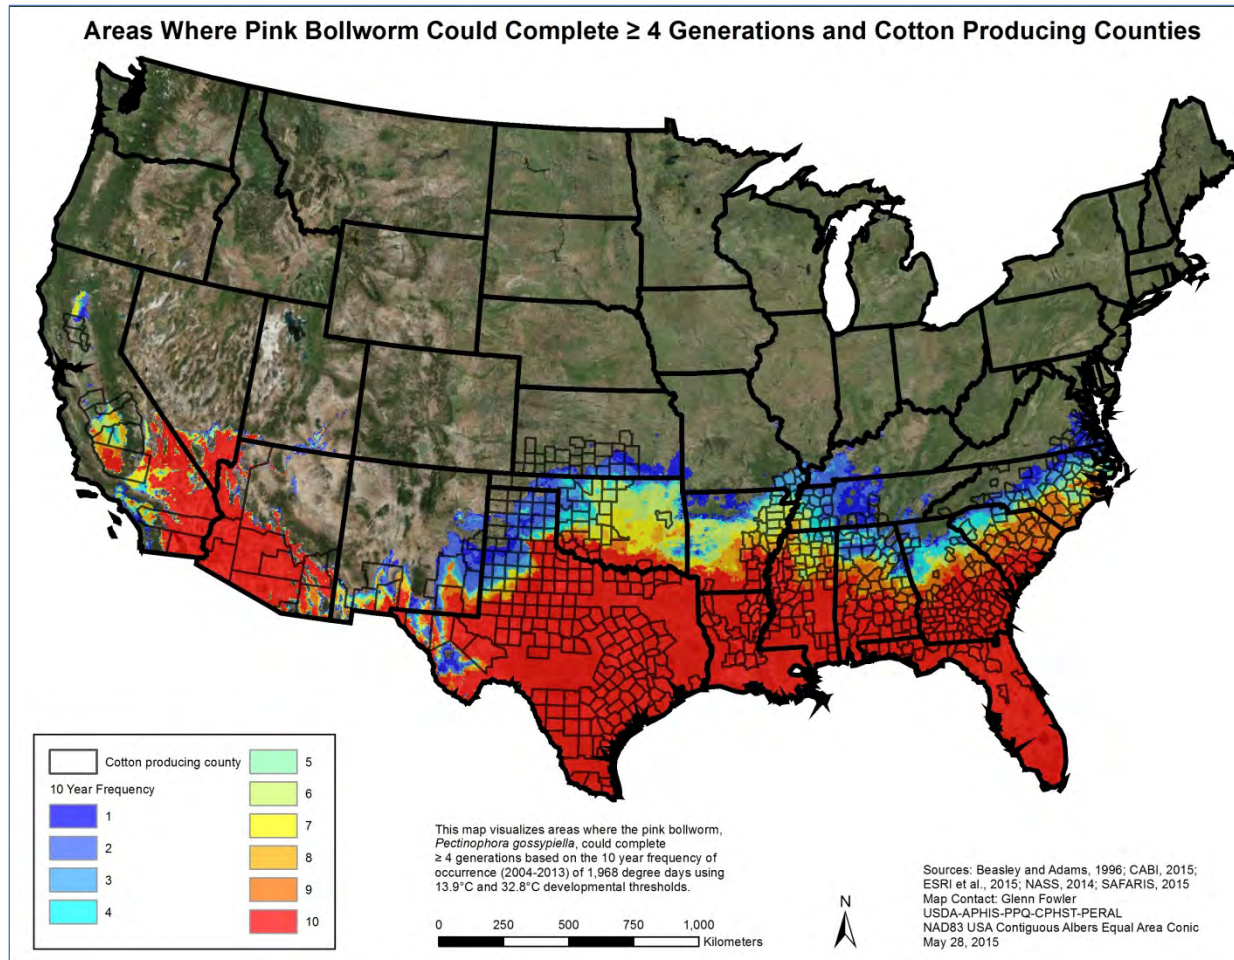 Areas Where Pink Bollworm Could Complete ≥ 4 Generations and Cotton Producing Counties
Cotton producing county
10 Year Frequency
1
2
3
4
5
6
7
8
9
10
This map visualizes areas where the pink bollworm,
Pectinophora gossypiella, could complete
≥ 4 generations based on the 10 year frequency of
occurrence (2004-2013) of 1,968 degree days using
13.9°C and 32.8°C developmental thresholds.
0 250 500 750 1,000
Kilometers
N
Sources: Beasley and Adams, 1996; CABI, 2015;
ESRI et al., 2015; NASS, 2014; SAFARIS, 2015
Map Contact: Glenn Fowler
USDA-APHIS-PPQ-CPHST-PERAL
NAD83 USA Contiguous Albers Equal Area Conic
May 28, 2015